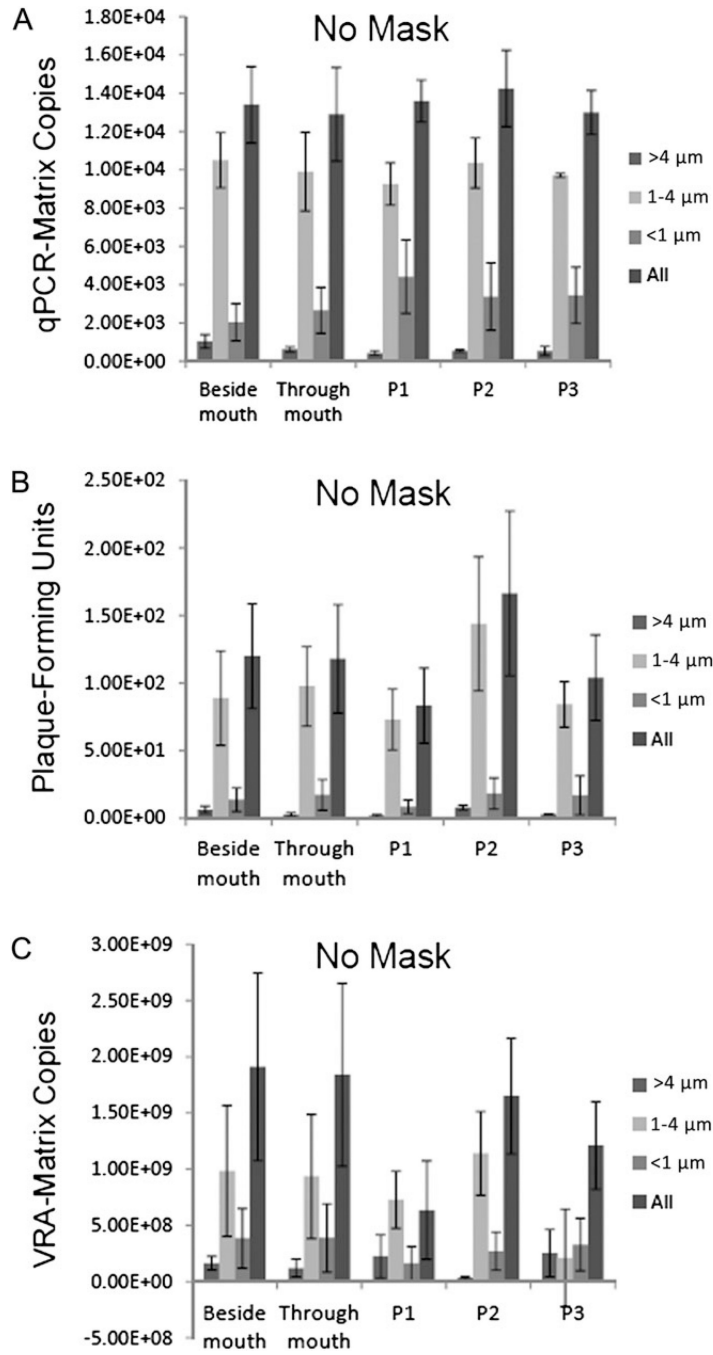 A
No Mask
qPCR-Matrix Copies
1.80E+04
1.60E+04
1.40E+04
1.20E+04
1.00E+04
8.00E+03
6.00E+03
4.00E+03
2.00E+03
0.00E+00
>4 µm
1-4 µm
<1 µm
All
Beside mouth
Through mouth
P1
P2
P3
B
No Mask
Plaque-Forming Units
2.50E+02
2.00E+02
1.50E+02
1.00E+02
5.00E+01
0.00E+00
>4 µm
1-4 µm
<1 µm
All
Beside mouth
Through mouth
P1
P2
P3
C
No Mask
VRA-Matrix Copies
3.00E+09
2.50E+09
2.00E+09
1.50E+09
1.00E+09
5.00E+08
0.00E+00
-5.00E+08
>4 µm
1-4 µm
<1 µm
All
Beside mouth
Through mouth
P1
P2
P3